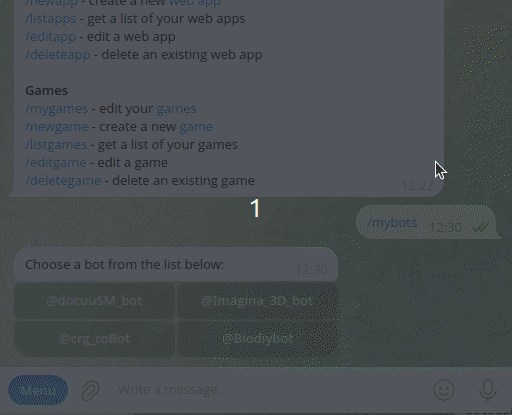 /newapp - create a new web app
/listapps - get a list of your web apps
/editapp - edit a web app
/deleteapp - delete an existing web app
Games
/mygames - edit your games
/newgame - create a new game
/listgames - get a list of your games
/editgame - edit a game
/deletegame - delete an existing game
12:22
1
/mybots 12:30
Choose a bot from the list below:
12:30
@docuuSM_bot @Imagina_3D_bot
@crg_roBot @Biodiybot
Menu Write a message...